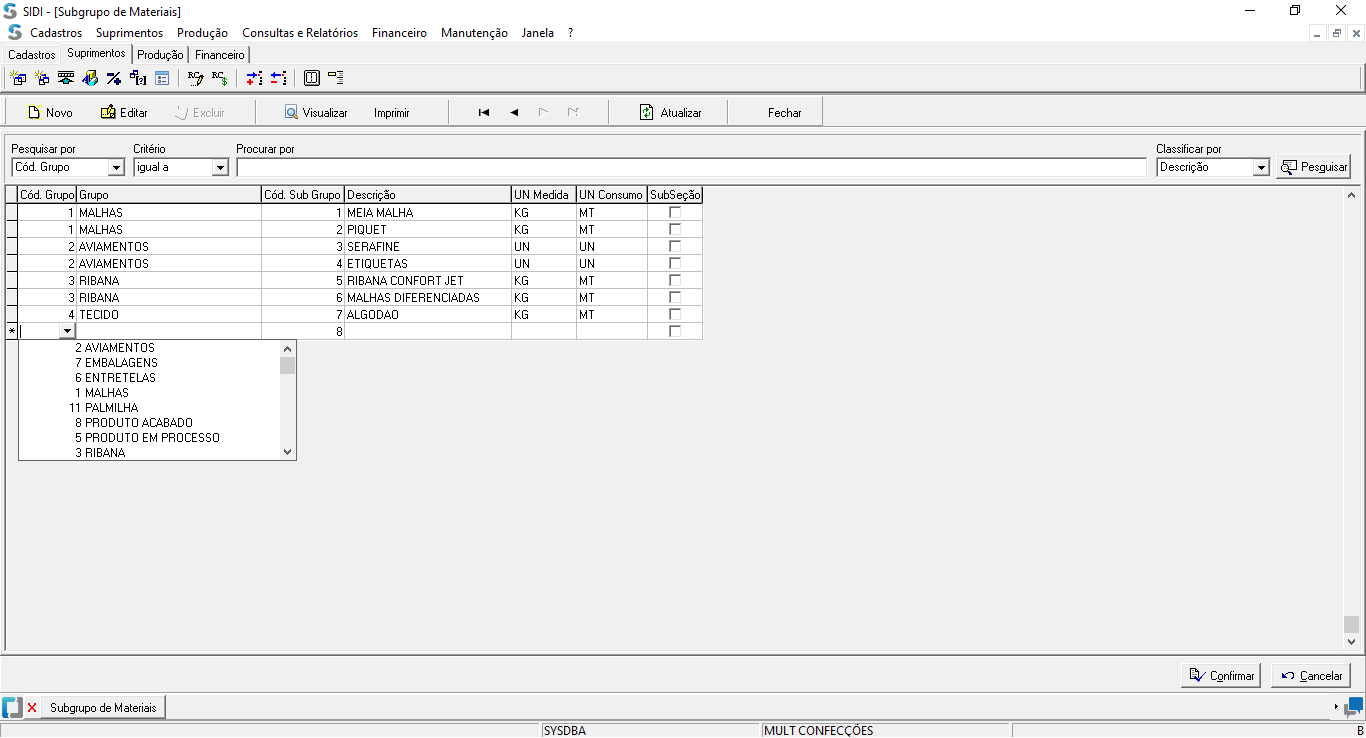 SIDI - [Subgrupo de Materiais]
Cadastros Suprimentos Produção Consultas e Relatórios Financeiro Manutenção Janela ?
Cadastros Suprimentos Produção Financeiro
Novo Editar Excluir Visualizar Imprimir Atualizar Fechar
Pesquisar por Critério Procurar por Classificar por
Cód. Grupo igual a Descrição Pesquisar
Cód. Grupo Grupo Cód. Sub Grupo Descrição UN Medida UN Consumo SubSeção
1 MALHAS 1 MEIA MALHA KG MT
1 MALHAS 2 PIQUET KG MT
2 AVIAMENTOS 3 SERAFINE UN UN
2 AVIAMENTOS 4 ETIQUETAS UN UN
3 RIBANA 5 RIBANA CONFORT JET KG MT
3 RIBANA 6 MALHAS DIFERENCIADAS KG MT
4 TECIDO 7 ALGODAO KG MT
* 8
2 AVIAMENTOS
7 EMBALAGENS
6 ENTRETELAS
1 MALHAS
11 PALMILHA
8 PRODUTO ACABADO
5 PRODUTO EM PROCESSO
3 RIBANA
Confirmar Cancelar
Subgrupo de Materiais
SYSDBA MULT CONFECÇÕES B